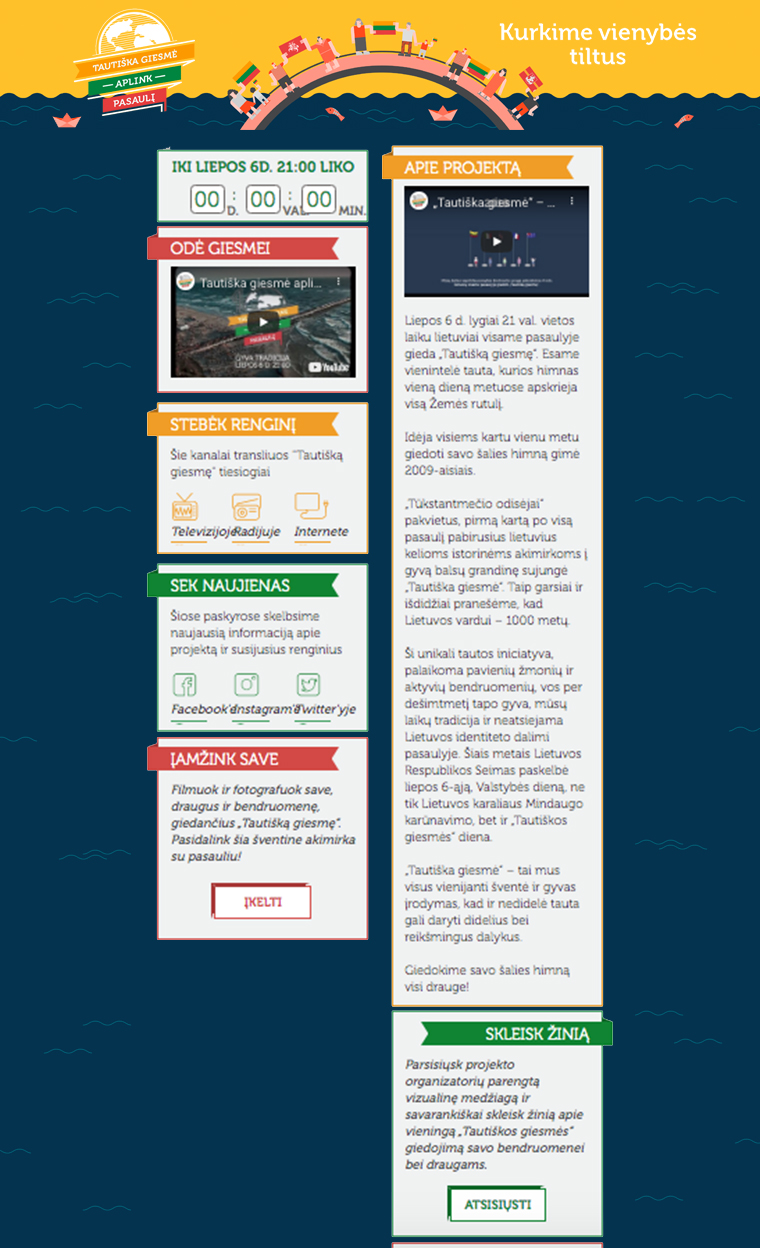 TAUTIŠKA GIESMĖ
APLINK
PASAULĮ
Kurkime vienybės
tiltus
IKI LIEPOS 6D. 21:00 LIKO
00 D. : 00 VAL. : 00 MIN.
ODĖ GIESMEI
Tautiška giesmė apli...
TAUTIŠKA GIESMĖ
APLINK
PASAULĮ
GYVA TRADICIJA
LIEPOS 6 D. 21:00
YouTube
STEBĖK RENGINĮ
Šie kanalai transliuos "Tautišką
giesmę" tiesiogiai
Televizijoje Radijuje Internete
SEK NAUJIENAS
Šiose paskyrose skelbsime
naujausią informaciją apie
projektą ir susijusius renginius
Facebook'e Instagram'e Twitter'yje
ĮAMŽINK SAVE
Filmuok ir fotografuok save,
draugus ir bendruomenę,
giedančius „Tautišką giesmę“.
Pasidalink šia šventine akimirka
su pasauliu!
ĮKELTI
APIE PROJEKTĄ
„Tautiška giesmė“ – ...
Liepos 6 d. lygiai 21 val. vietos
laiku lietuviai visame pasaulyje
gieda „Tautišką giesmę“. Esame
vienintelė tauta, kurios himnas
vieną dieną metuose apskrieja
visą Žemės rutulį.
Idėja visiems kartu vienu metu
giedoti savo šalies himną gimė
2009-aisiais.
„Tūkstantmečio odisėjai“
pakvietus, pirmą kartą po visą
pasaulį pabirusius lietuvius
kelioms istorinėms akimirkoms į
gyvą balsų grandinę sujungė
„Tautiška giesmė“. Taip garsiai ir
išdidžiai pranešėme, kad
Lietuvos vardui – 1000 metų.
Ši unikali tautos iniciatyva,
palaikoma pavienių žmonių ir
aktyvių bendruomenių, vos per
dešimtmetį tapo gyva, mūsų
laikų tradicija ir neatsiejama
Lietuvos identiteto dalimi
pasaulyje. Šiais metais Lietuvos
Respublikos Seimas paskelbė
liepos 6-ąją, Valstybės dieną, ne
tik Lietuvos karaliaus Mindaugo
karūnavimo, bet ir „Tautiškos
giesmės“ diena.
„Tautiška giesmė“ – tai mus
visus vienijanti šventė ir gyvas
įrodymas, kad ir nedidelė tauta
gali daryti didelius bei
reikšmingus dalykus.
Giedokime savo šalies himną
visi drauge!
SKLEISK ŽINIĄ
Parsisiųsk projekto
organizatorių parengtą
vizualinę medžiagą ir
savarankiškai skleisk žinią apie
vieningą „Tautiškos giesmės“
giedojimą savo bendruomenei
bei draugams.
ATSISIŲSTI